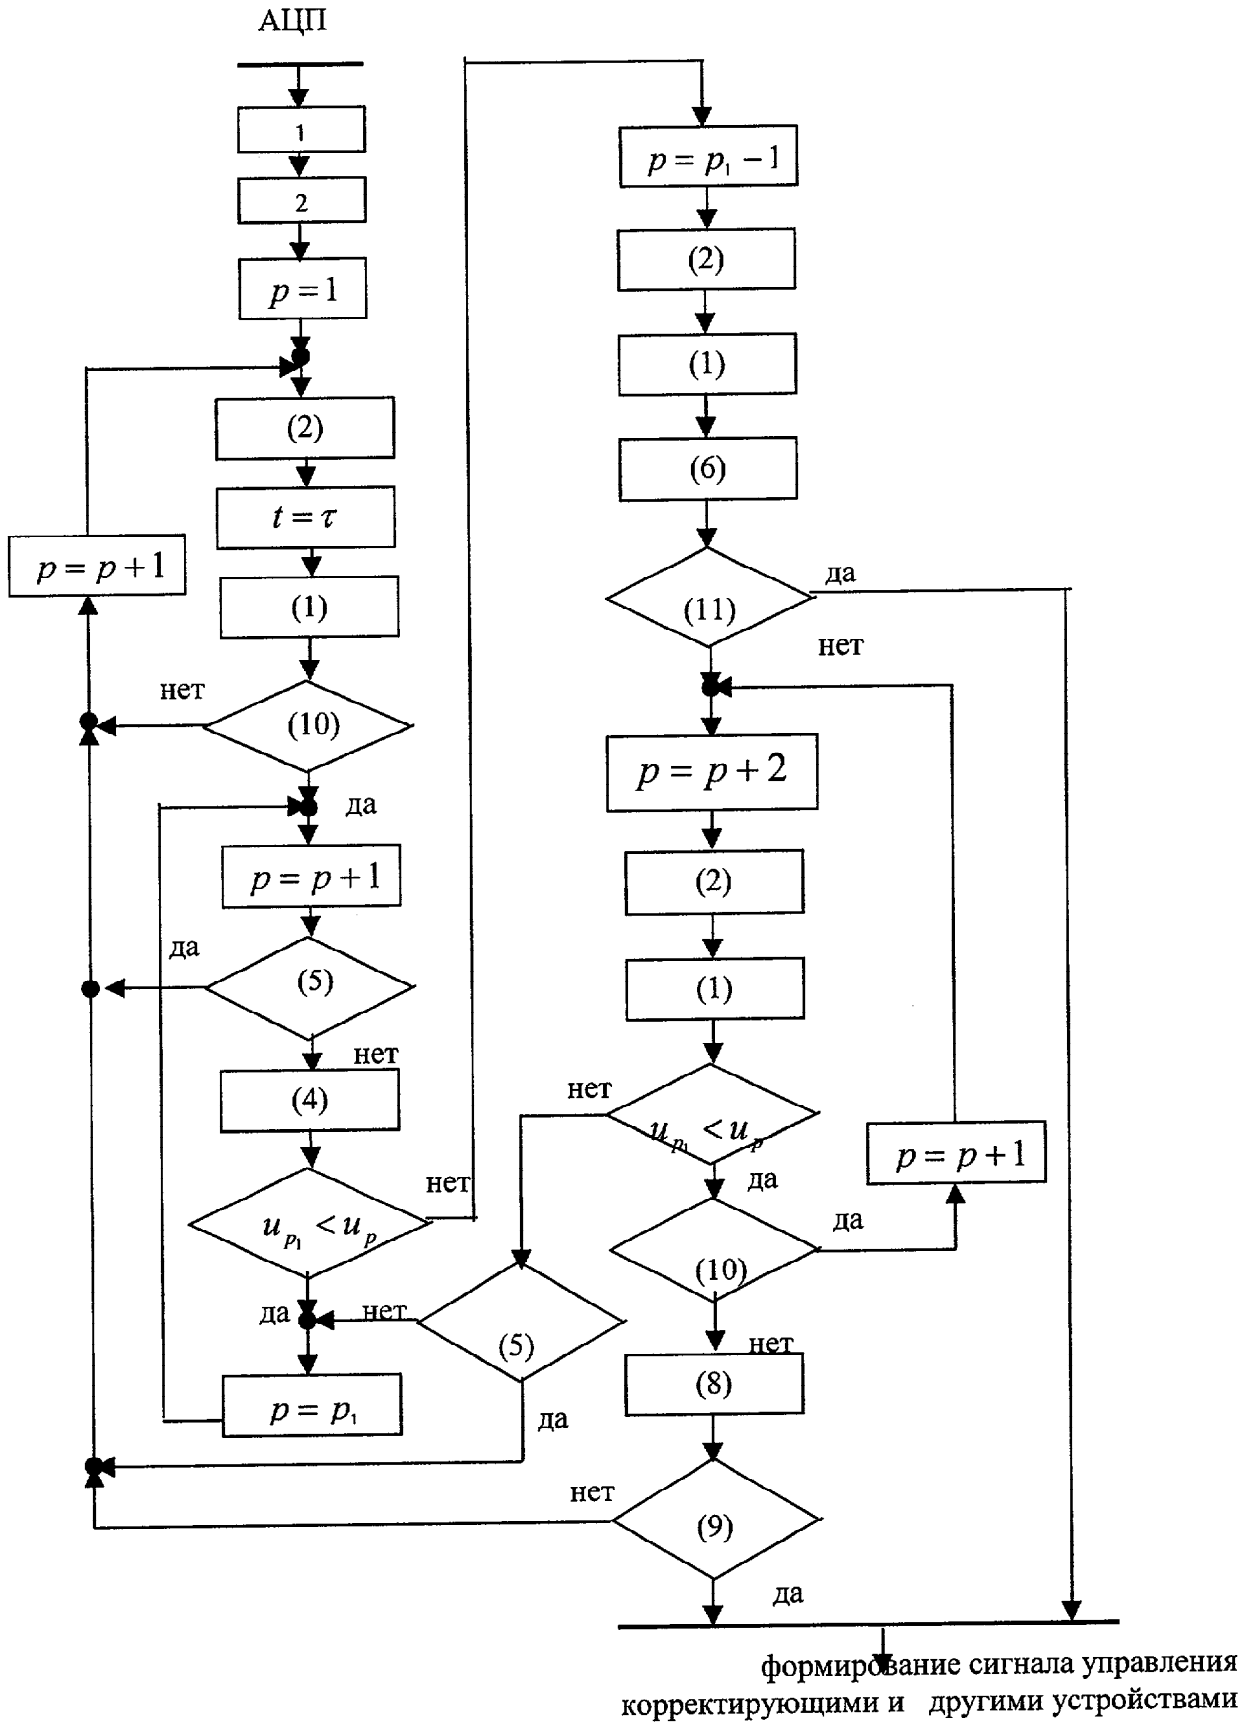 АЦП
1
2
p = 1
(2)
t = τ
p = p + 1
(1)
нет
(10)
да
p = p + 1
да
(5)
нет
(4)
нет
u_{p_1} < u_p
да
нет
(5)
p = p_1
да
p = p_1 − 1
(2)
(1)
(6)
да
(11)
нет
p = p + 2
(2)
(1)
нет
u_{p_1} < u_p
p = p + 1
да
да
(10)
нет
(8)
нет
(9)
да
формирование сигнала управления
корректирующими и другими устройствами